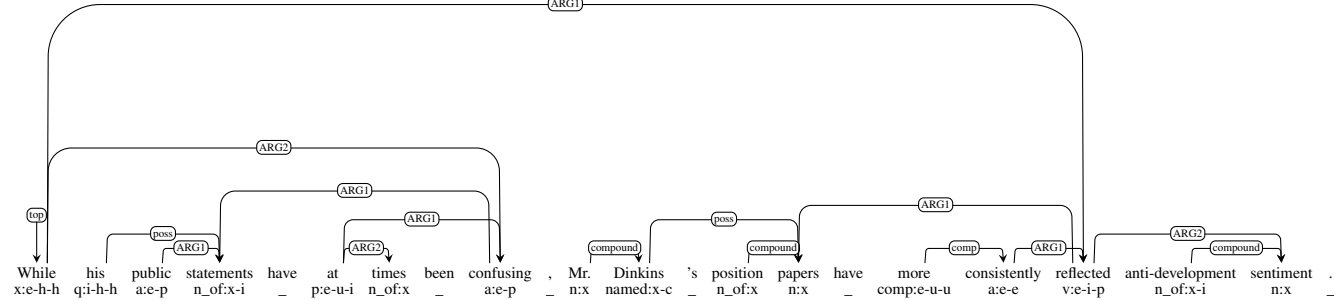 ARG1
ARG2
ARG1
ARG1
top
ARG1
poss
poss
ARG2
ARG1
ARG2
compound
compound
comp
ARG1
compound
While his public statements have at times been confusing , Mr. Dinkins 's position papers have more consistently reflected anti-development sentiment .
x:e-h-h q:i-h-h a:e-p n_of:x-i _ p:e-u-i n_of:x _ a:e-p _ n:x named:x-c _ n_of:x n:x _ comp:e-u-u a:e-e v:e-i-p n_of:x-i n:x _